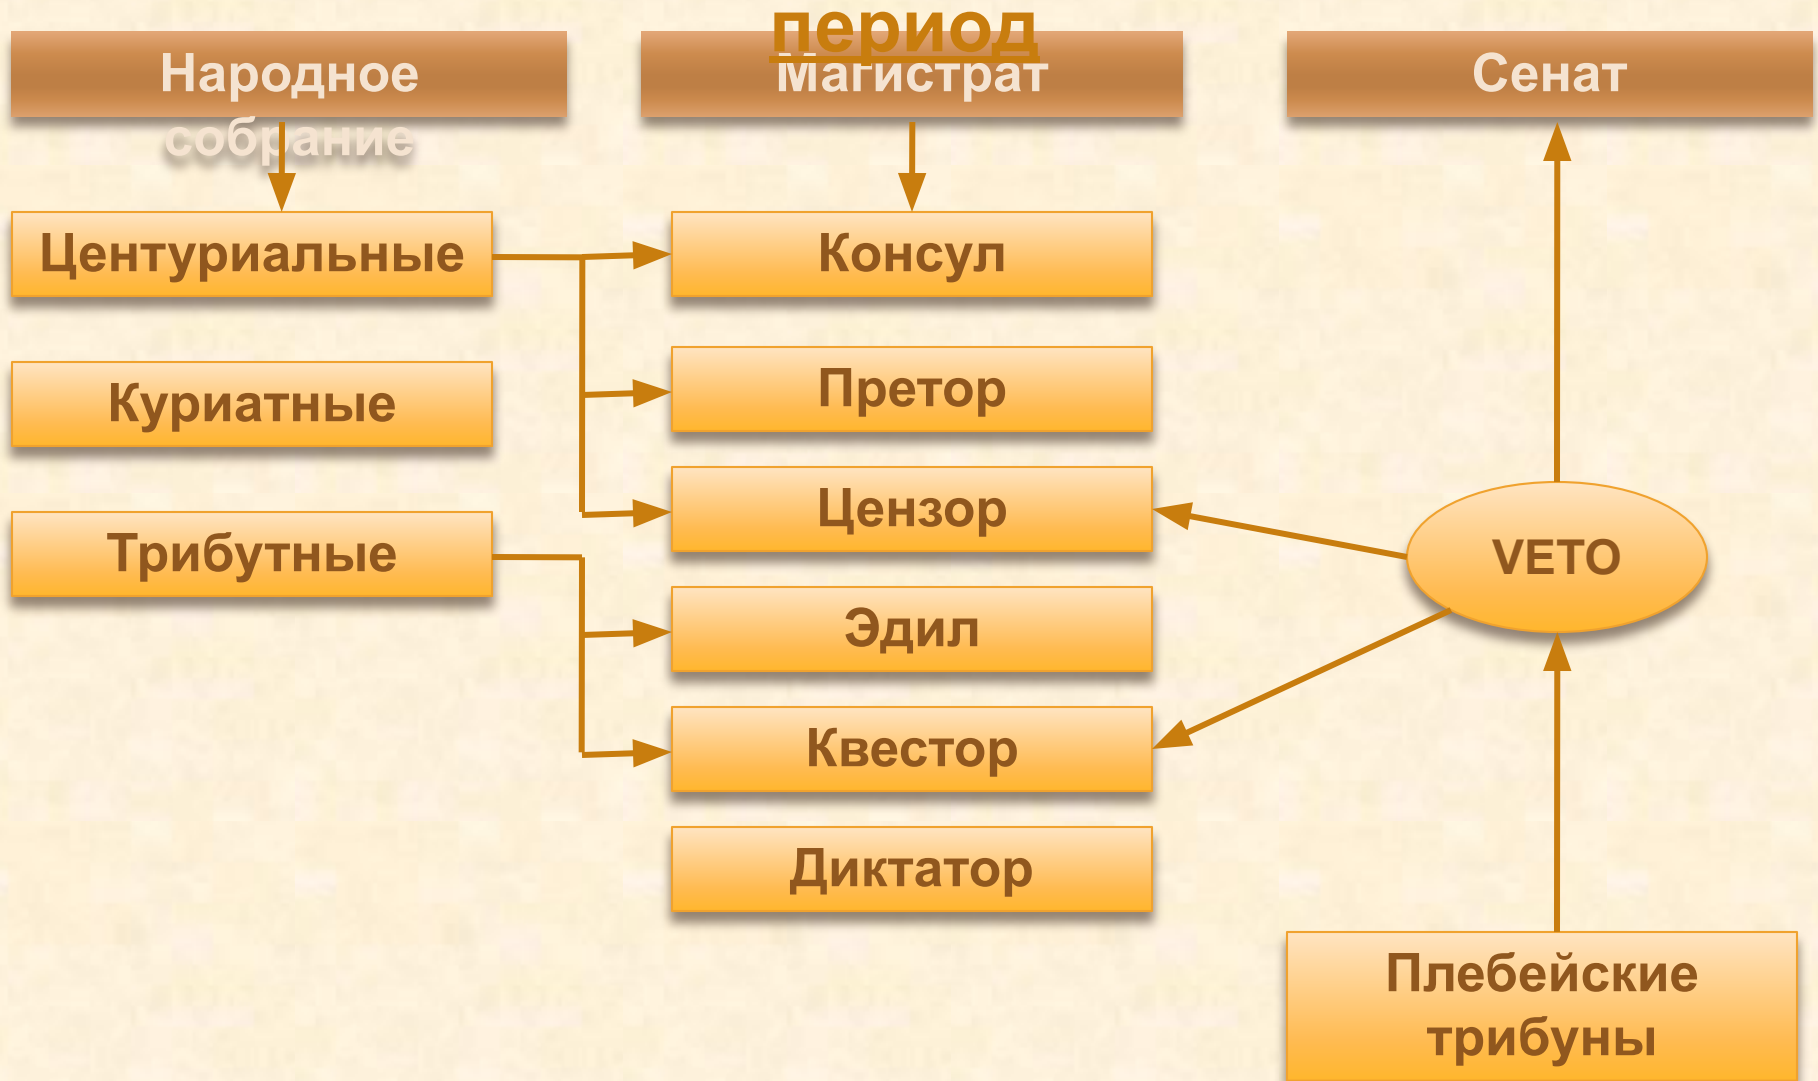 период
Народное
собрание
Магистрат
Сенат
Центуриальные
Консул
Куриатные
Претор
Трибутные
Цензор
VETO
Эдил
Квестор
Диктатор
Плебейские
трибуны